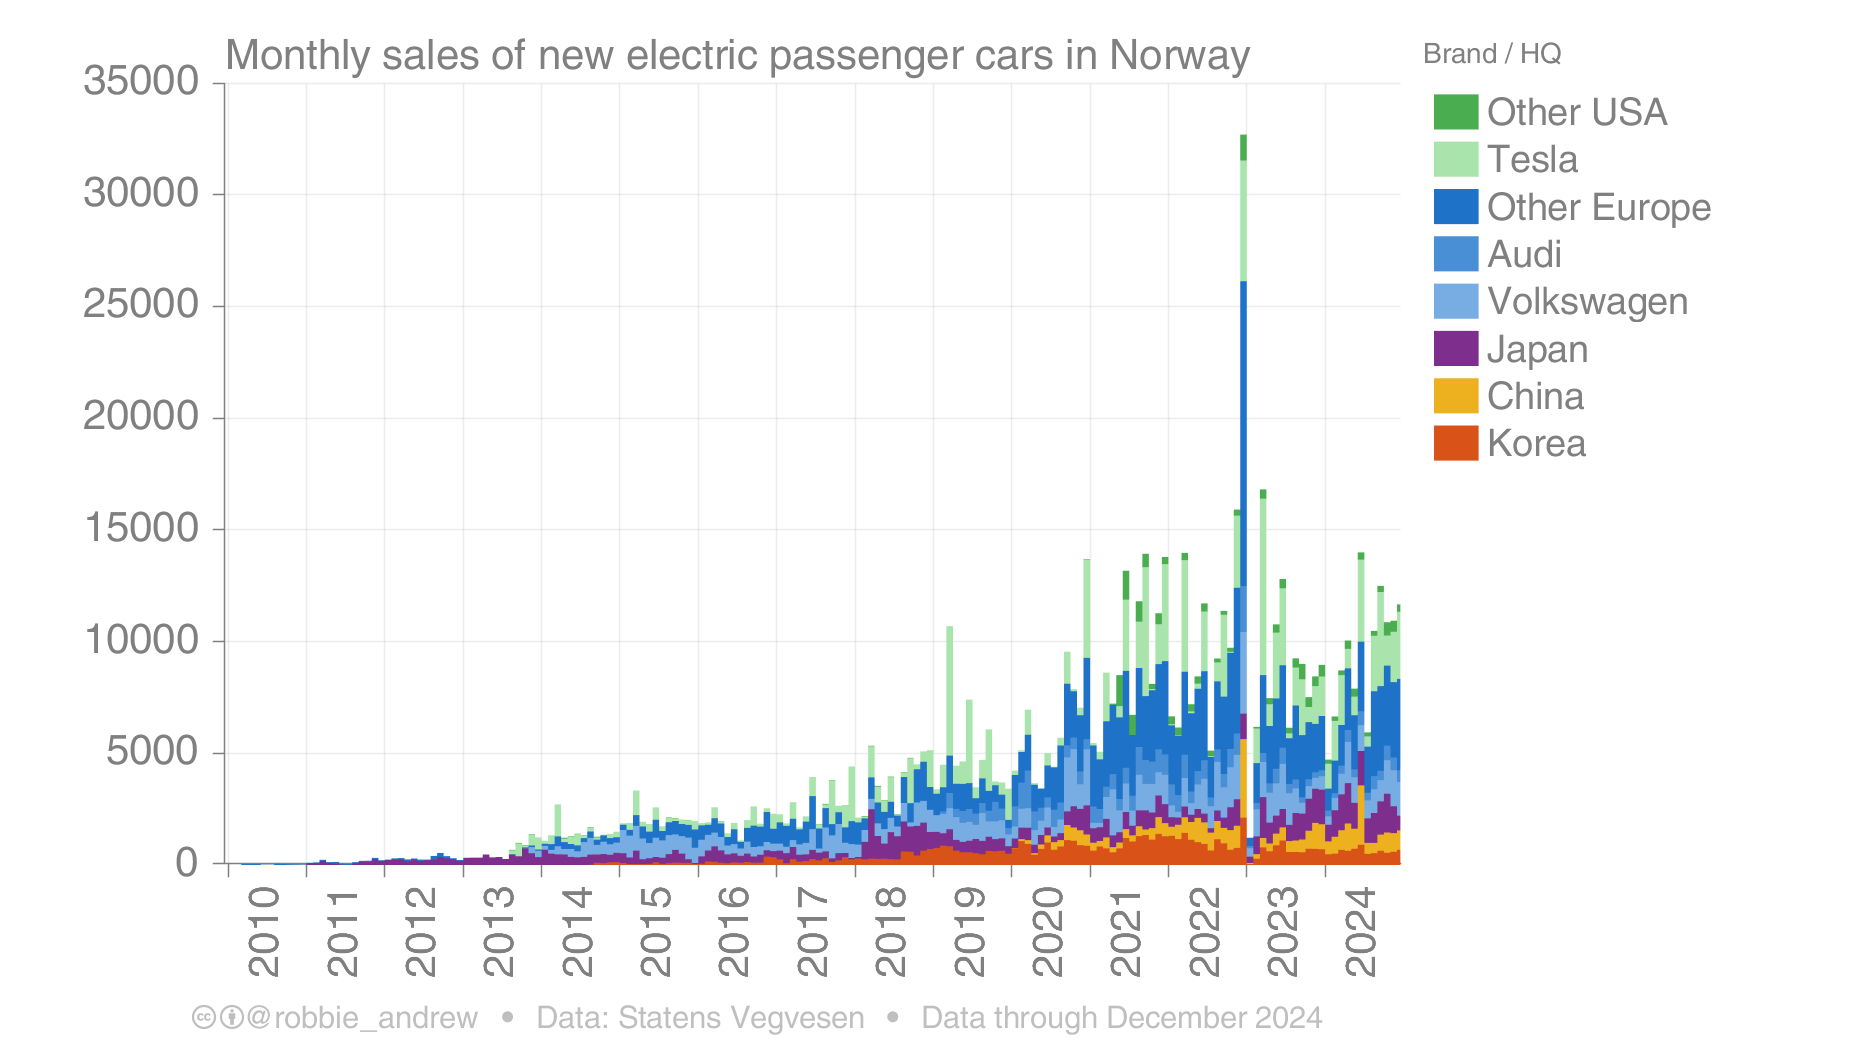 Monthly sales of new electric passenger cars in Norway
Brand / HQ
Other USA
Tesla
Other Europe
Audi
Volkswagen
Japan
China
Korea
35000
30000
25000
20000
15000
10000
5000
0
2010
2011
2012
2013
2014
2015
2016
2017
2018
2019
2020
2021
2022
2023
2024
cc @robbie_andrew • Data: Statens Vegvesen • Data through December 2024